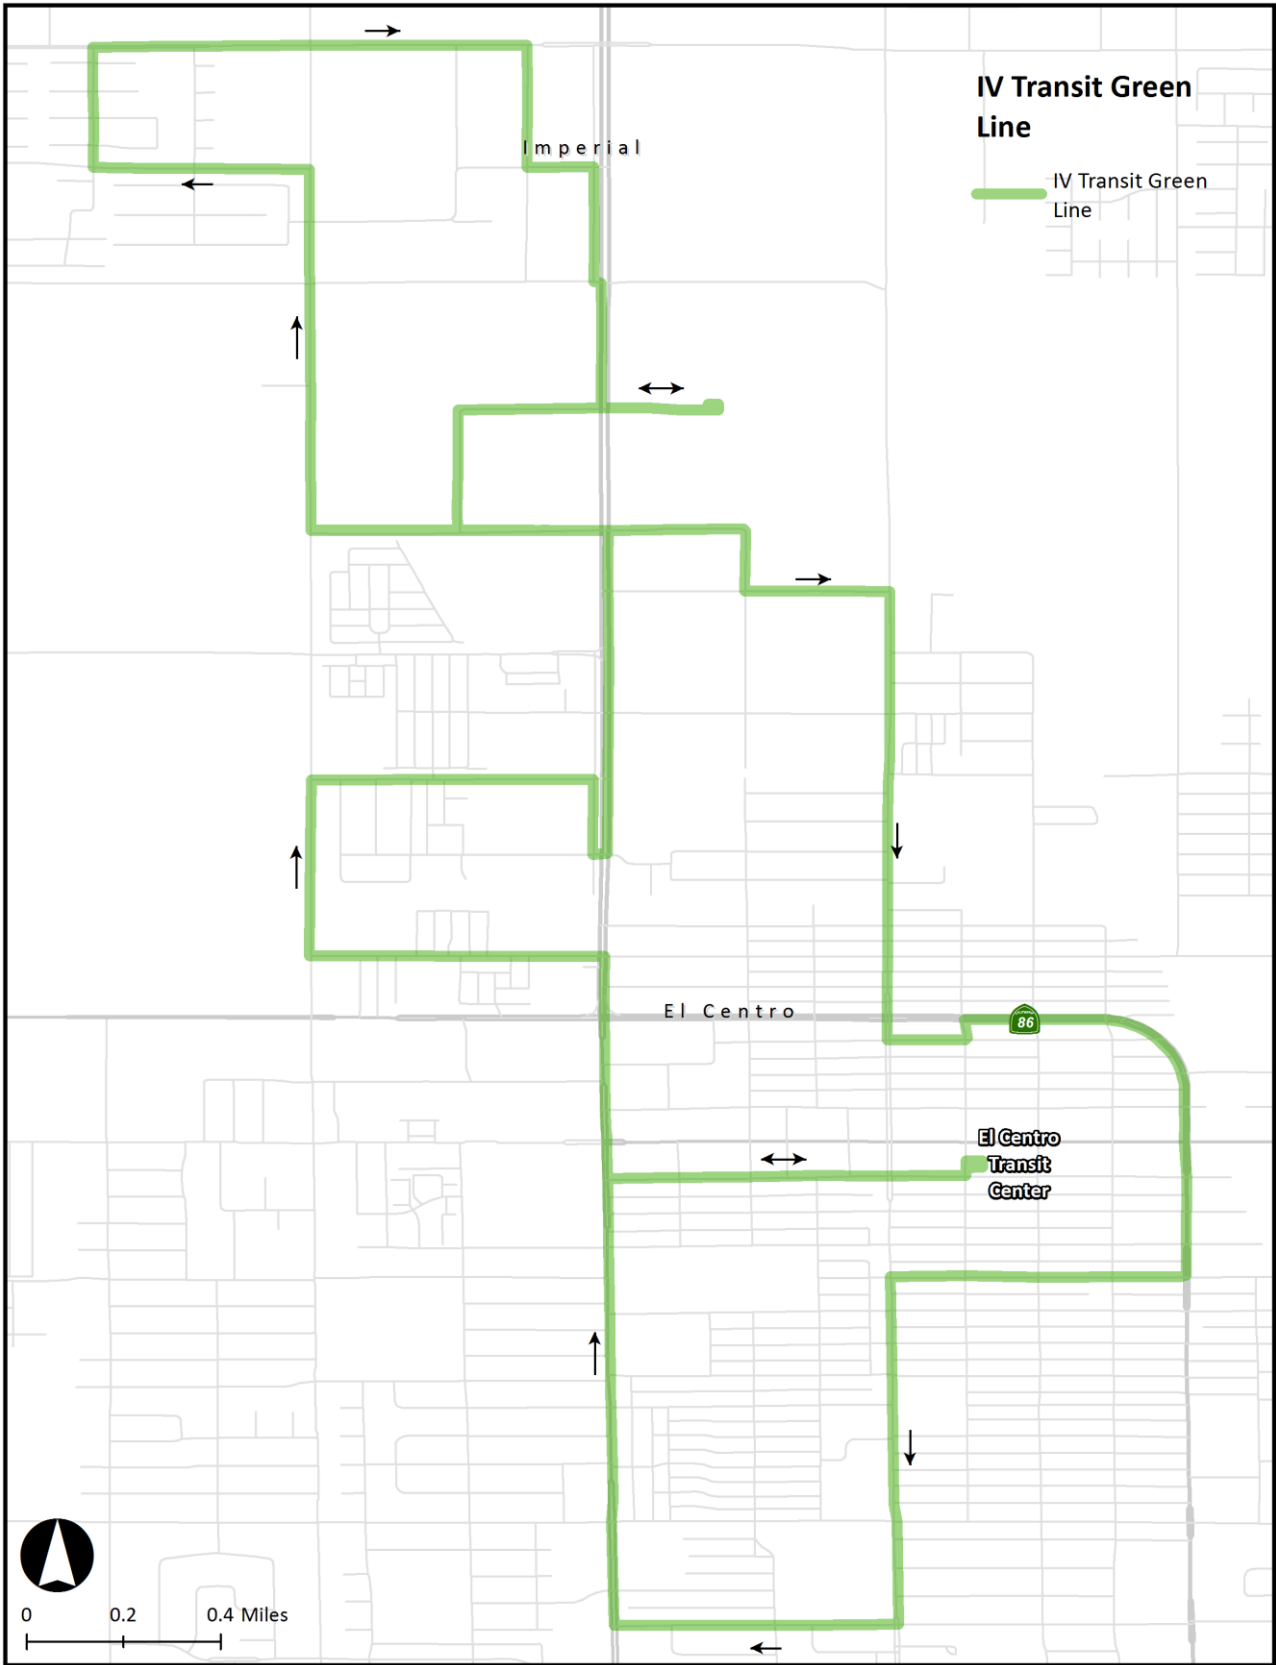 IV Transit Green
Line
Imperial
IV Transit Green
Line
El Centro
86
El Centro
Transit
Center
0 0.2 0.4 Miles